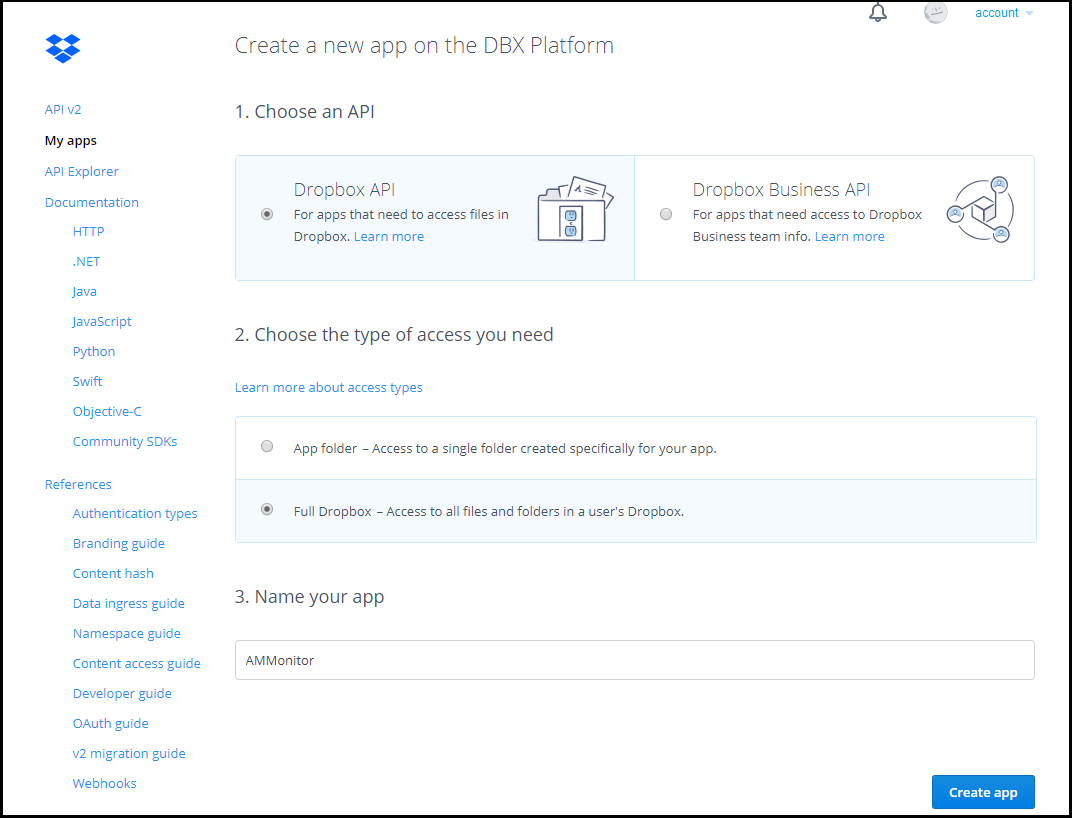 account
Create a new app on the DBX Platform
API v2
My apps
API Explorer
Documentation
HTTP
.NET
Java
JavaScript
Python
Swift
Objective-C
Community SDKs
References
Authentication types
Branding guide
Content hash
Data ingress guide
Namespace guide
Content access guide
Developer guide
OAuth guide
v2 migration guide
Webhooks
1. Choose an API
Dropbox API
For apps that need to access files in
Dropbox. Learn more
Dropbox Business API
For apps that need access to Dropbox
Business team info. Learn more
2. Choose the type of access you need
Learn more about access types
App folder – Access to a single folder created specifically for your app.
Full Dropbox – Access to all files and folders in a user's Dropbox.
3. Name your app
AMMonitor
Create app